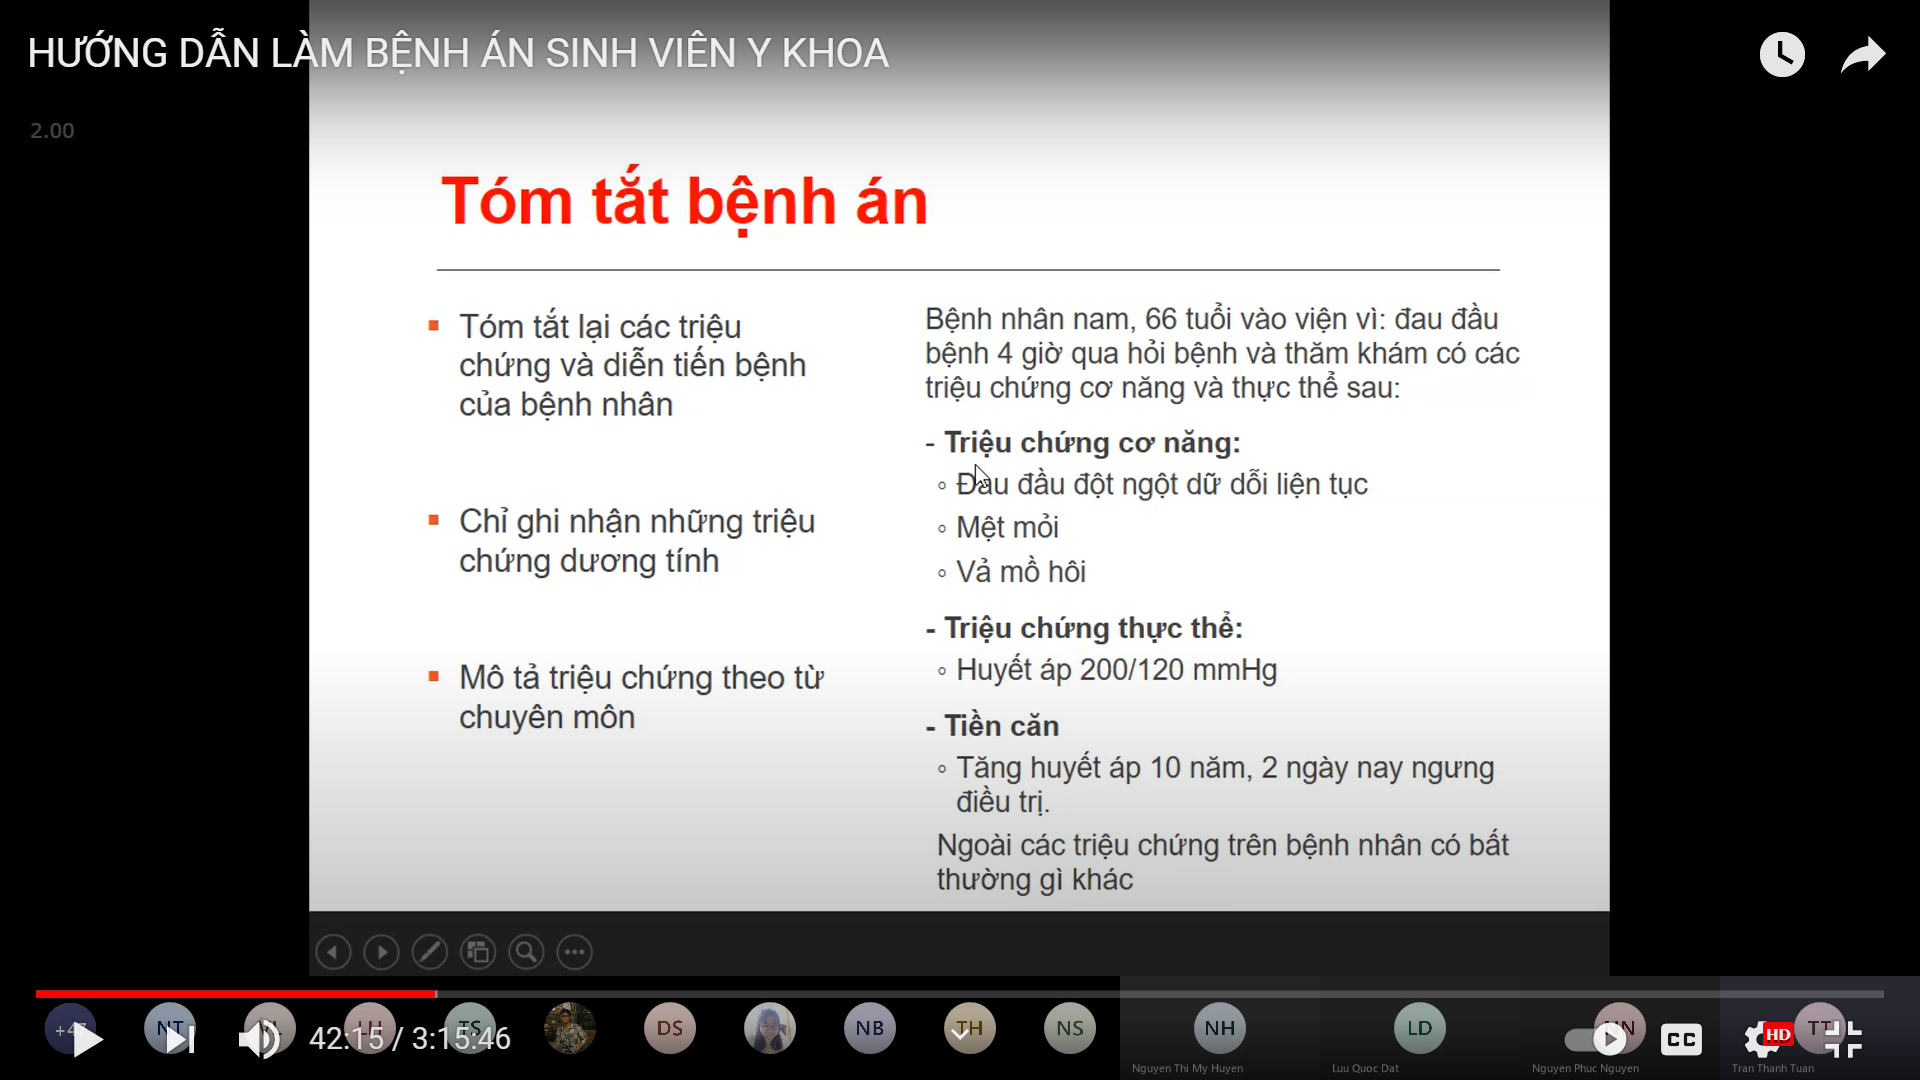 HƯỚNG DẪN LÀM BỆNH ÁN SINH VIÊN Y KHOA
2.00
Tóm tắt bệnh án
Tóm tắt lại các triệu
chứng và diễn tiến bệnh
của bệnh nhân
Chỉ ghi nhận những triệu
chứng dương tính
Mô tả triệu chứng theo từ
chuyên môn
Bệnh nhân nam, 66 tuổi vào viện vì: đau đầu
bệnh 4 giờ qua hỏi bệnh và thăm khám có các
triệu chứng cơ năng và thực thể sau:
- Triệu chứng cơ năng:
Đau đầu đột ngột dữ dỗi liện tục
Mệt mỏi
Vả mồ hôi
- Triệu chứng thực thể:
Huyết áp 200/120 mmHg
- Tiền căn
Tăng huyết áp 10 năm, 2 ngày nay ngưng
điều trị.
Ngoài các triệu chứng trên bệnh nhân có bất
thường gì khác
NT
LH
TS
DS
NB
TH
NS
NH
LD
TT
42:15 / 3:15:46
CC
HD
Nguyen Thi My Huyen
Luu Quoc Dat
Nguyen Phuc Nguyen
Tran Thanh Tuan